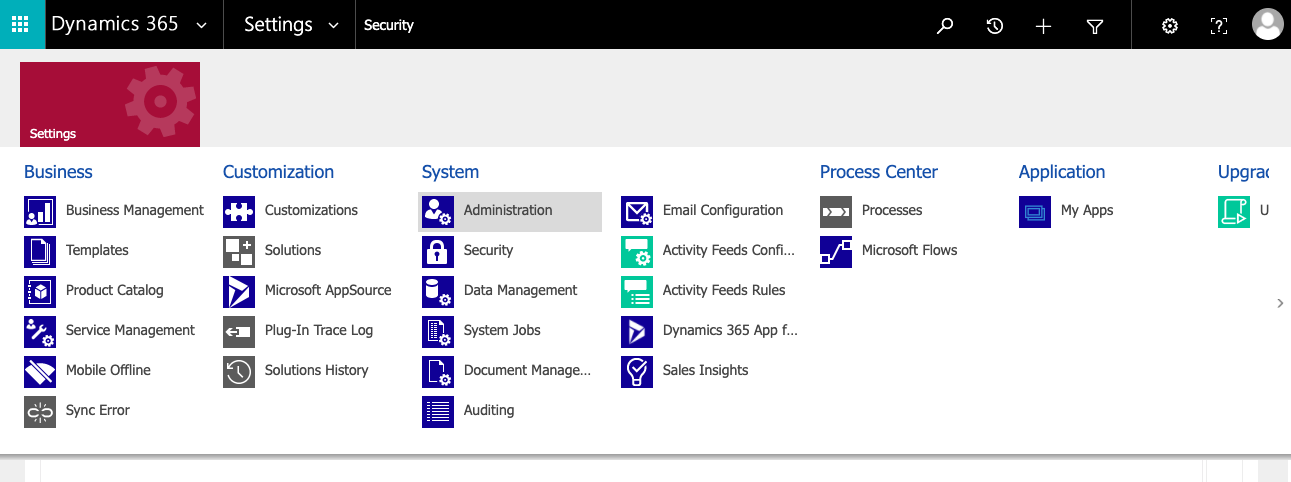 Dynamics 365
Settings
Security
[?]
Settings
Business
Business Management
Templates
Product Catalog
Service Management
Mobile Offline
Sync Error
Customization
Customizations
Solutions
Microsoft AppSource
Plug-In Trace Log
Solutions History
System
Administration
Security
Data Management
System Jobs
Document Manage...
Auditing
Email Configuration
Activity Feeds Confi...
Activity Feeds Rules
Dynamics 365 App f...
Sales Insights
Process Center
Processes
Microsoft Flows
Application
My Apps
Upgrad
U